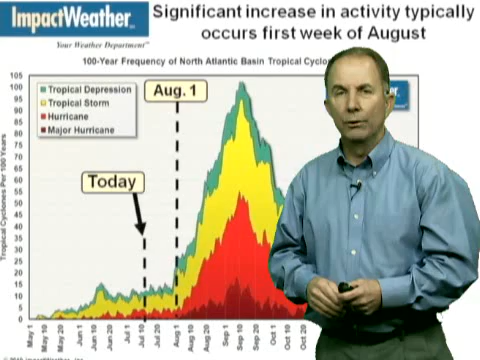 ImpactWeather
Your Weather Department™
Significant increase in activity typically
occurs first week of August
100-Year Frequency of North Atlantic Basin Tropical
Tropical Depression
Tropical Storm
Hurricane
Major Hurricane
Aug. 1
Today
Tropical Cyclones Per 100 Years
105
100
95
90
85
80
75
70
65
60
55
50
45
40
35
30
25
20
15
10
5
0
May 1
May 10
May 20
Jun 1
Jun 10
Jun 20
Jul 1
Jul 10
Jul 20
Aug 1
Aug 10
Aug 20
Sep 1
Sep 10
Sep 20
Oct 1
Oct 10
Oct 20